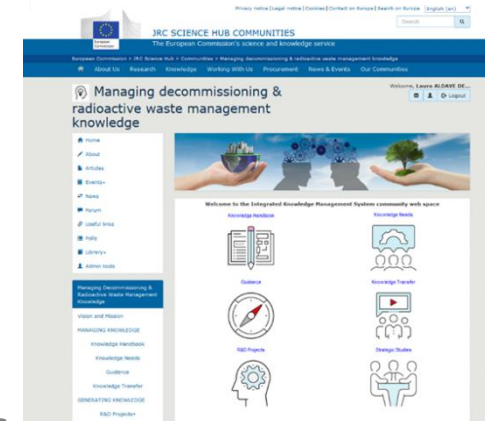 Privacy notice | Legal notice | Cookies | Contact on Europa | Search on Europa English (en)
Search
European
Commission
JRC SCIENCE HUB COMMUNITIES
The European Commission's science and knowledge service
European Commission > JRC Science Hub > Communities > Managing decommissioning & radioactive waste management knowledge
About Us Research Knowledge Working With Us Procurement News & Events Our Communities
Managing decommissioning &
radioactive waste management
knowledge
Welcome, Laura ALDAVE DE...
Logout
Home
About
Articles
Events
News
Forum
Useful links
Polls
Library
Admin tools
Welcome to the Integrated Knowledge Management System community web space
Knowledge Handbook
Knowledge Needs
Guidance
Knowledge Transfer
R&D Projects
Strategic Studies
Managing Decommissioning &
Radioactive Waste Management
Knowledge
Vision and Mission
MANAGING KNOWLEDGE
Knowledge Handbook
Knowledge Needs
Guidance
Knowledge Transfer
GENERATING KNOWLEDGE
R&D Projects